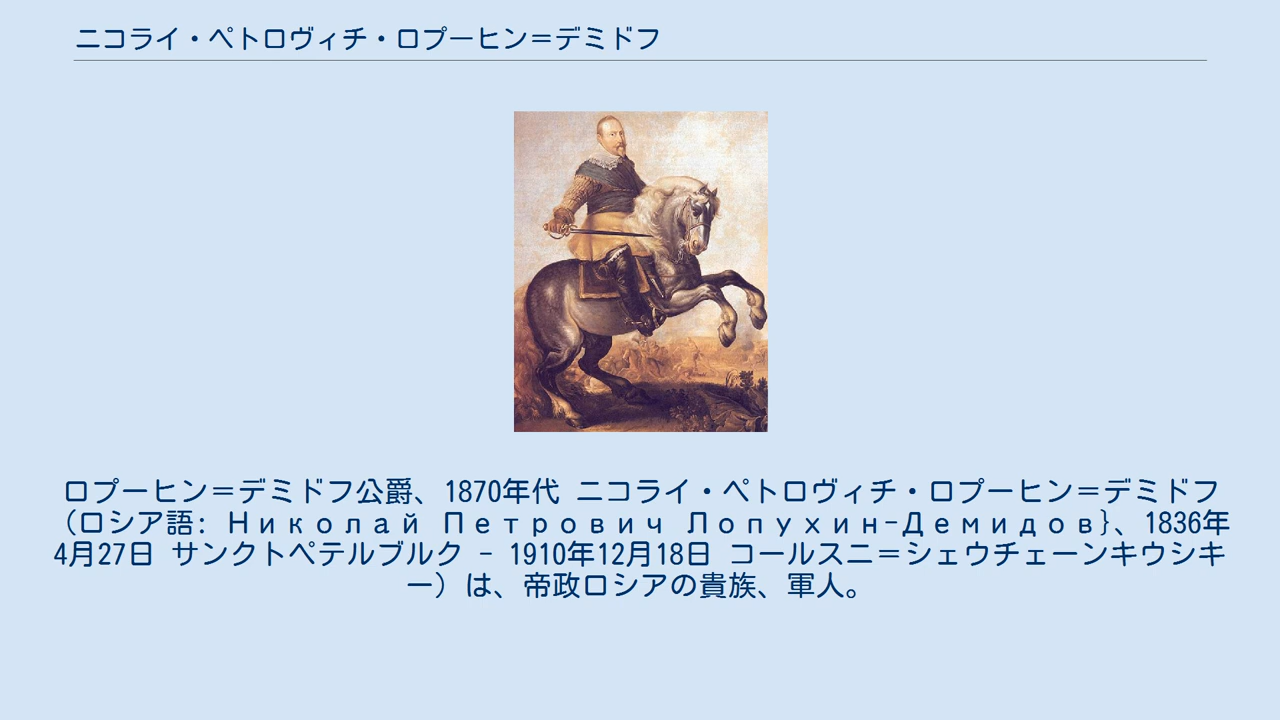 ニコライ・ペトロヴィチ・ロプーヒン＝デミドフ
ロプーヒン＝デミドフ公爵、1870年代 ニコライ・ペトロヴィチ・ロプーヒン＝デミドフ
（ロシア語: Николай Петрович Лопухин-Демидов}、1836年
4月27日 サンクトペテルブルク - 1910年12月18日 コールスニ＝シェウチェーンキウシキ
ー）は、帝政ロシアの貴族、軍人。